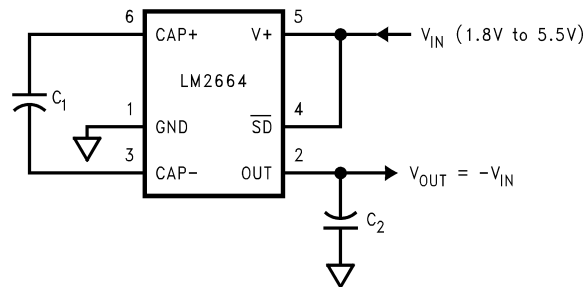 6 CAP+ V+ 5
V_IN (1.8V to 5.5V)
LM2664
C_1
1 GND S̅D̅ 4
3 CAP- OUT 2
V_OUT = -V_IN
C_2